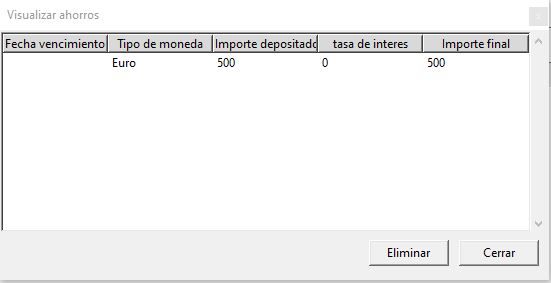 Visualizar ahorros
Fecha vencimiento Tipo de moneda Importe depositado tasa de interes Importe final
Euro 500 0 500
Eliminar Cerrar